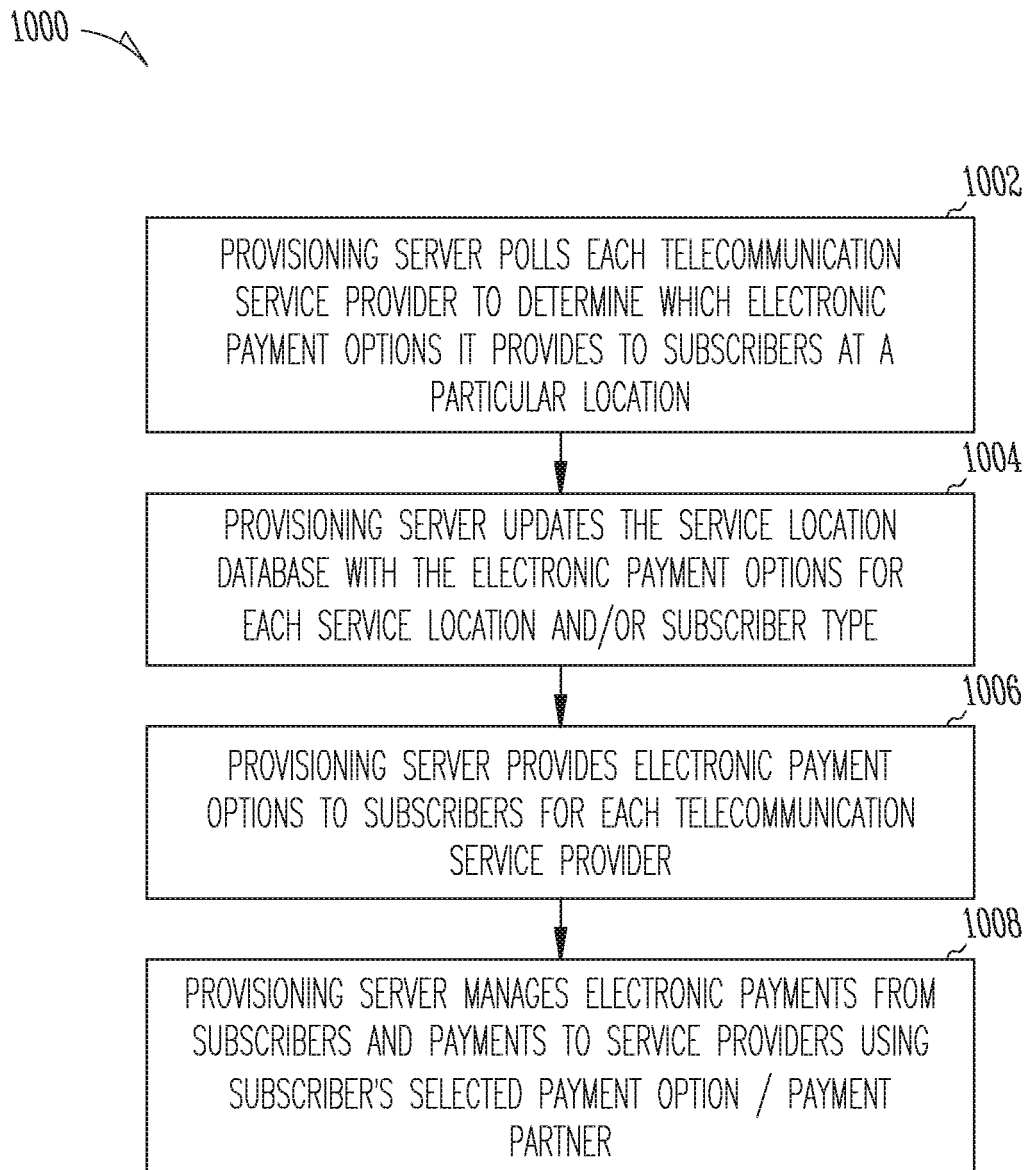 1000
1002
PROVISIONING SERVER POLLS EACH TELECOMMUNICATION
SERVICE PROVIDER TO DETERMINE WHICH ELECTRONIC
PAYMENT OPTIONS IT PROVIDES TO SUBSCRIBERS AT A
PARTICULAR LOCATION
1004
PROVISIONING SERVER UPDATES THE SERVICE LOCATION
DATABASE WITH THE ELECTRONIC PAYMENT OPTIONS FOR
EACH SERVICE LOCATION AND/OR SUBSCRIBER TYPE
1006
PROVISIONING SERVER PROVIDES ELECTRONIC PAYMENT
OPTIONS TO SUBSCRIBERS FOR EACH TELECOMMUNICATION
SERVICE PROVIDER
1008
PROVISIONING SERVER MANAGES ELECTRONIC PAYMENTS FROM
SUBSCRIBERS AND PAYMENTS TO SERVICE PROVIDERS USING
SUBSCRIBER'S SELECTED PAYMENT OPTION / PAYMENT
PARTNER